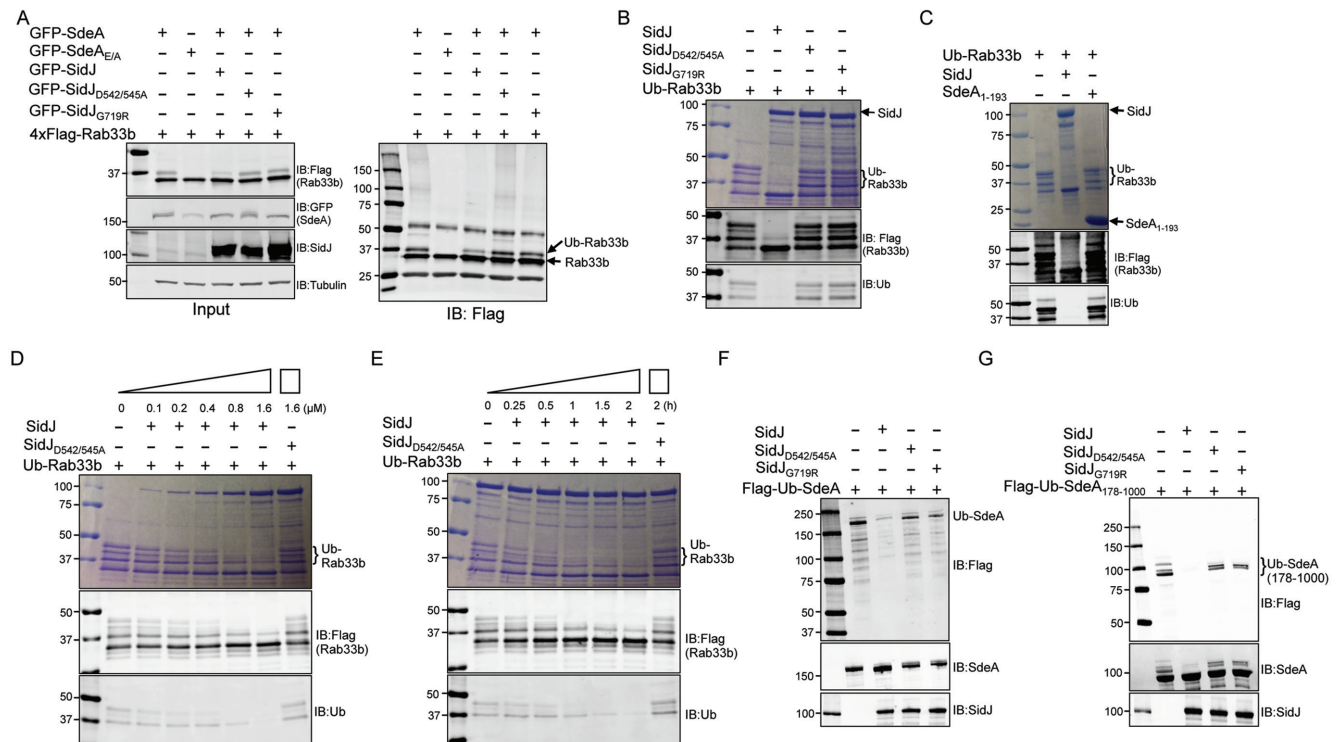 A
GFP-SdeA + - + + +
GFP-SdeAE/A - + - - -
GFP-SidJ - - + - -
GFP-SidJD542/545A - - - + -
GFP-SidJG719R - - - - +
4xFlag-Rab33b + + + + +
37
IB:Flag
(Rab33b)
150
IB:GFP
(SdeA)
100
IB:SidJ
50
IB:Tubulin
Input
+ - + + +
- + - - -
- - + - -
- - - + -
- - - - +
+ + + + +
150
100
75
50
37
25
Ub-Rab33b
Rab33b
IB: Flag
B
SidJ - + - -
SidJD542/545A - - + -
SidJG719R - - - +
Ub-Rab33b + + + +
100
75
50
37
SidJ
Ub-
Rab33b
50
37
IB: Flag
(Rab33b)
50
37
IB:Ub
C
Ub-Rab33b + + +
SidJ - + -
SdeA1-193 - - +
100
75
50
37
25
SidJ
Ub-
Rab33b
SdeA1-193
50
37
IB:Flag
(Rab33b)
50
37
IB:Ub
D
0 0.1 0.2 0.4 0.8 1.6 1.6 (µM)
SidJ - + + + + + -
SidJD542/545A - - - - - - +
Ub-Rab33b + + + + + + +
100
75
50
37
Ub-
Rab33b
50
37
IB:Flag
(Rab33b)
50
37
IB:Ub
E
0 0.25 0.5 1 1.5 2 2 (h)
SidJ - + + + + + -
SidJD542/545A - - - - - - +
Ub-Rab33b + + + + + + +
100
75
50
37
Ub-
Rab33b
50
37
IB:Flag
(Rab33b)
50
37
IB:Ub
F
SidJ - + - -
SidJD542/545A - - + -
SidJG719R - - - +
Flag-Ub-SdeA + + + +
250
150
100
75
50
37
Ub-SdeA
IB:Flag
150
IB:SdeA
100
IB:SidJ
G
SidJ - + - -
SidJD542/545A - - + -
SidJG719R - - - +
Flag-Ub-SdeA178-1000 + + + +
250
150
100
75
50
Ub-SdeA
(178-1000)
IB:Flag
100
IB:SdeA
100
IB:SidJ